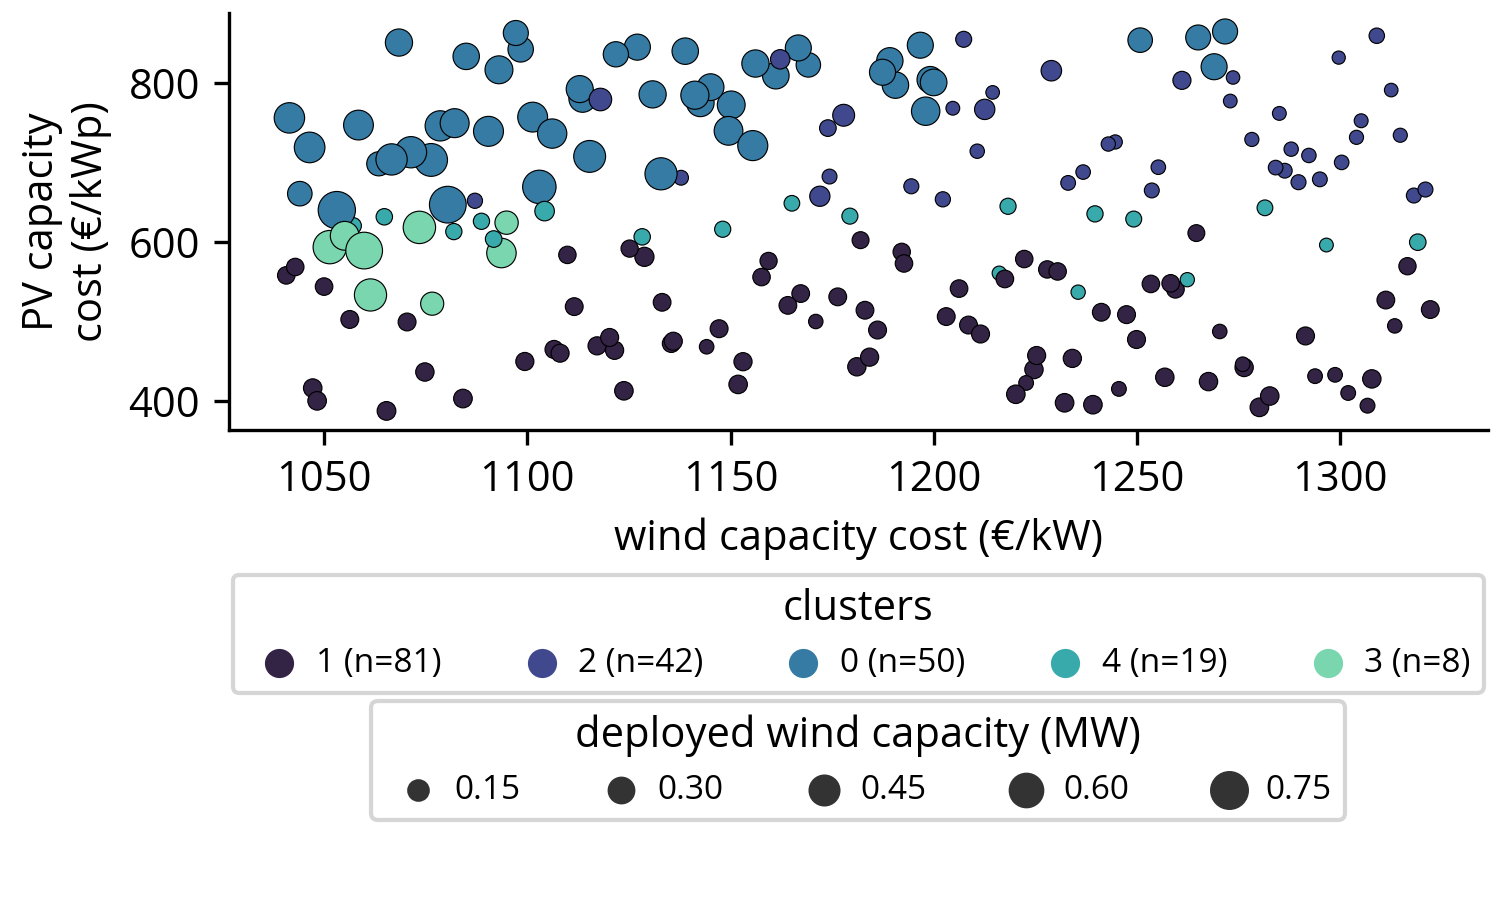 PV capacity
cost (€/kWp)
800
600
400
1050 1100 1150 1200 1250 1300
wind capacity cost (€/kW)
clusters
1 (n=81) 2 (n=42) 0 (n=50) 4 (n=19) 3 (n=8)
deployed wind capacity (MW)
0.15 0.30 0.45 0.60 0.75